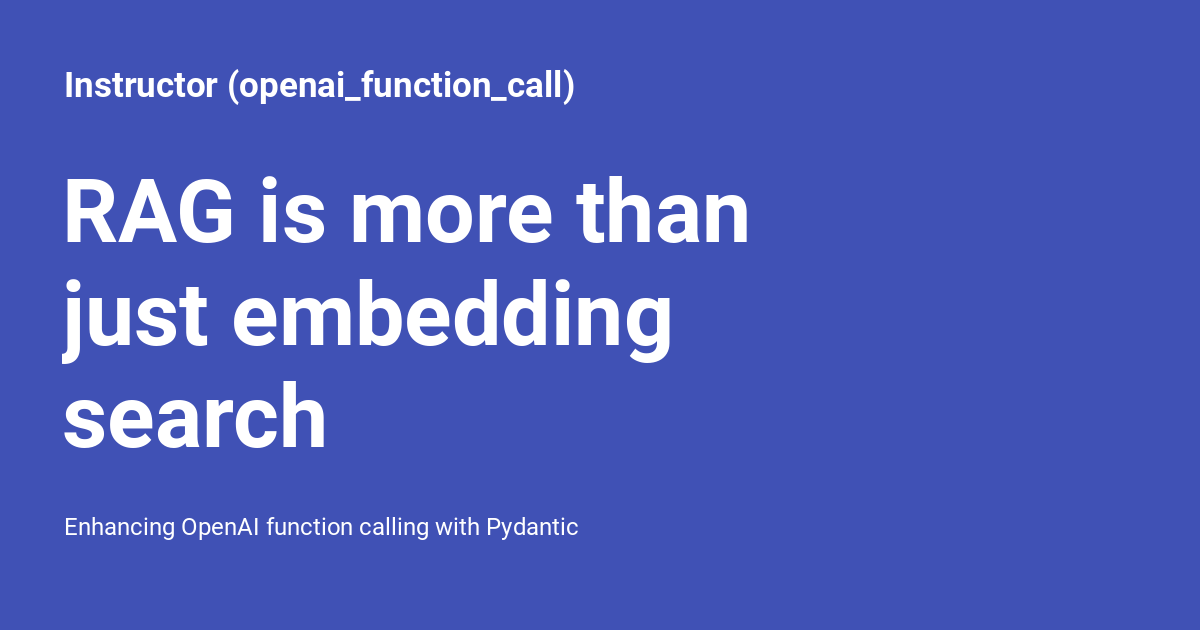 Instructor (openai_function_call)
RAG is more than
just embedding
search
Enhancing OpenAI function calling with Pydantic